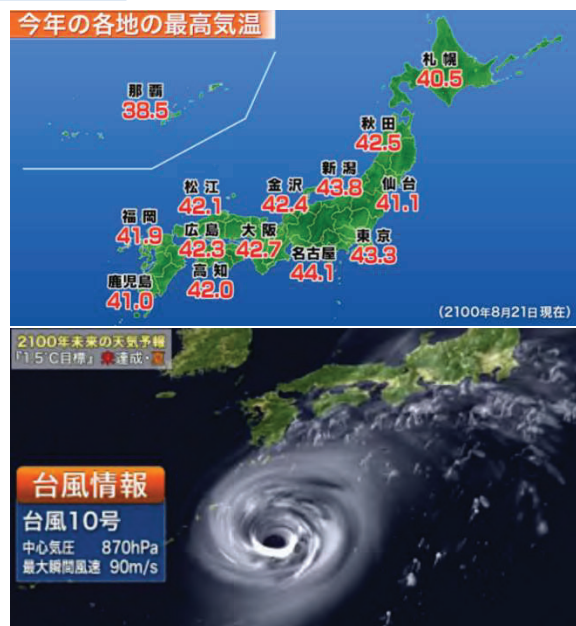 今年の各地の最高気温
札幌
40.5
那覇
38.5
秋田
42.5
新潟
43.8
仙台
41.1
金沢
42.4
松江
42.1
福岡
41.9
広島
42.3
大阪
42.7
東京
43.3
名古屋
44.1
高知
42.0
鹿児島
41.0
(2100年8月21日現在)
2100年未来の天気予報
『1.5℃目標』未達成・夏
台風情報
台風10号
中心気圧 870hPa
最大瞬間風速 90m/s